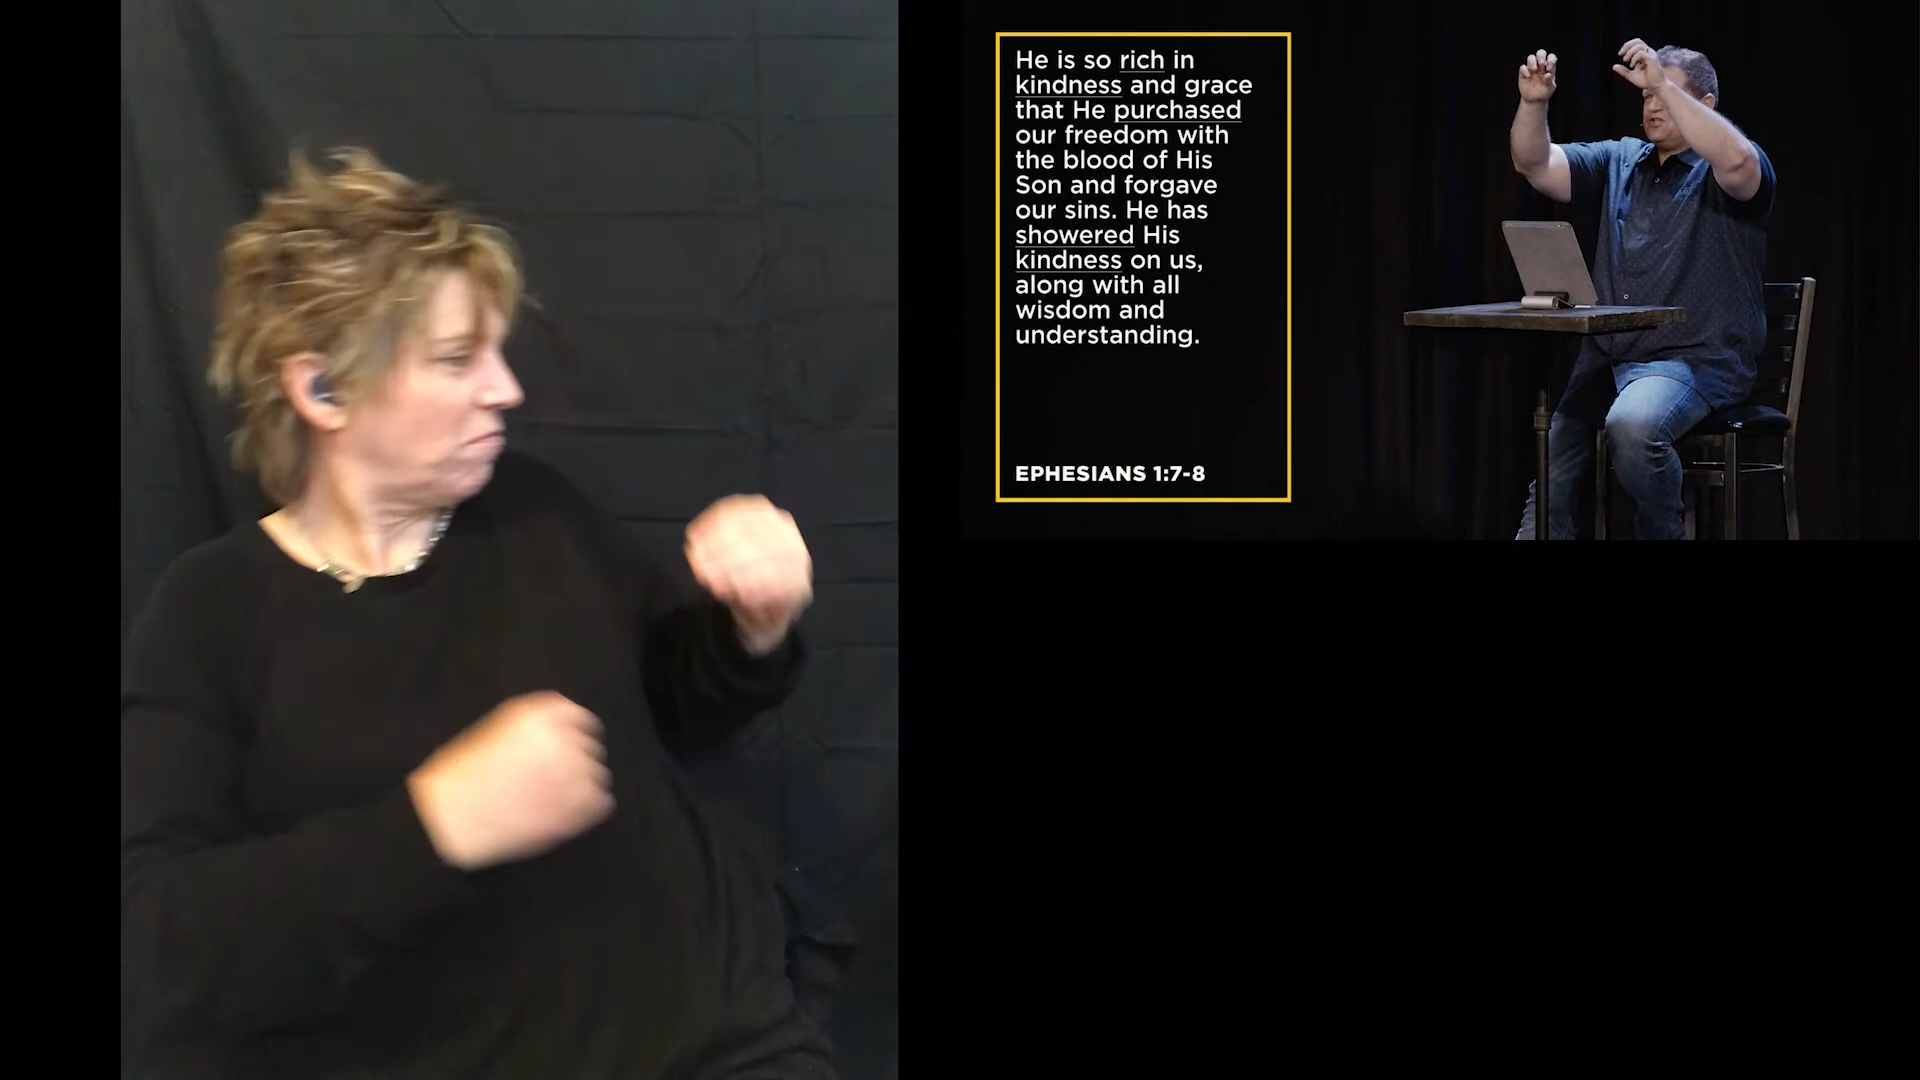 He is so rich in
kindness and grace
that He purchased
our freedom with
the blood of His
Son and forgave
our sins. He has
showered His
kindness on us,
along with all
wisdom and
understanding.
EPHESIANS 1:7-8